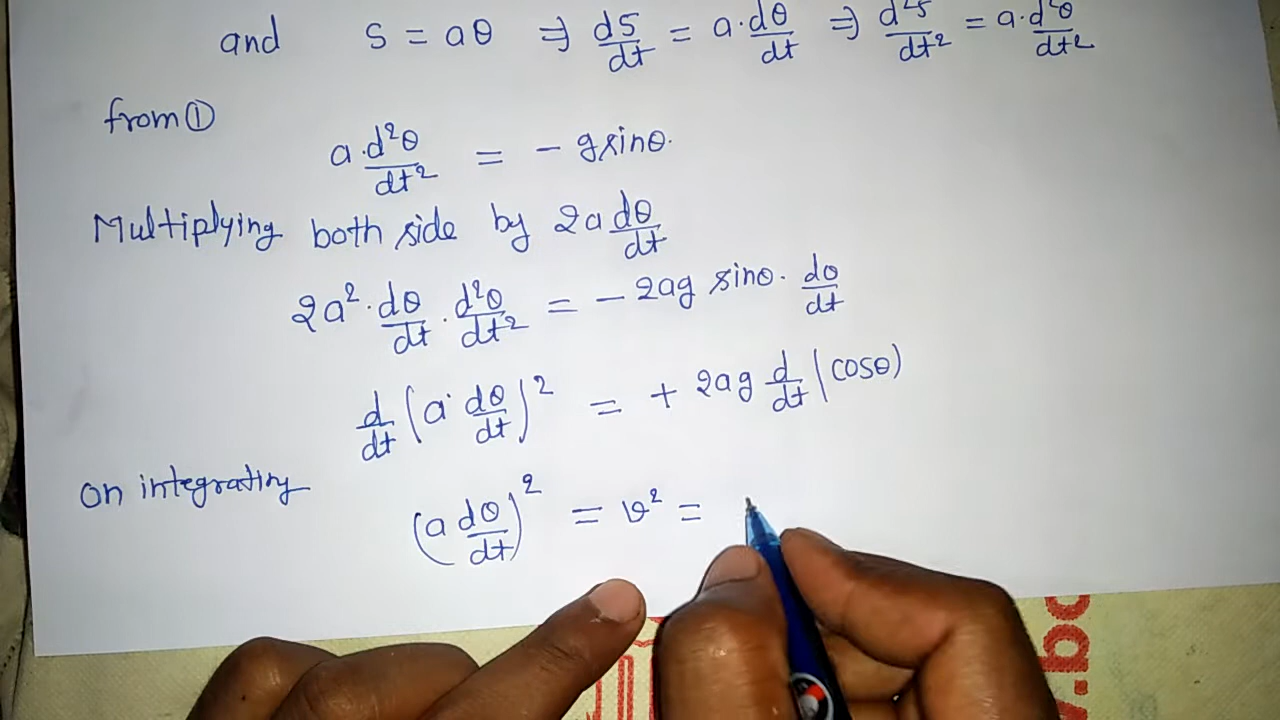 and S = aθ ⇒ dS/dt = a·dθ/dt ⇒ d²s/dt² = a·d²θ/dt²
from ①
a·d²θ/dt² = - gsinθ.
Multiplying both side by 2a dθ/dt
2a²·dθ/dt·d²θ/dt² = - 2ag sinθ· dθ/dt
d/dt (a·dθ/dt)² = + 2ag d/dt (cosθ)
On integrating
(a dθ/dt)² = v² =